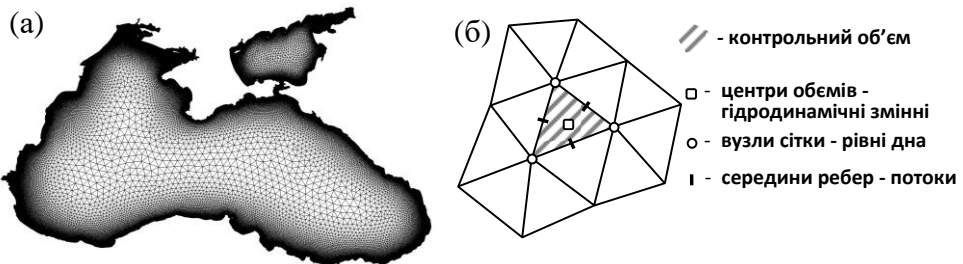 (а)
(б)
- контрольний об’єм
- центри обємів -
гідродинамічні змінні
- вузли сітки - рівні дна
- середини ребер - потоки